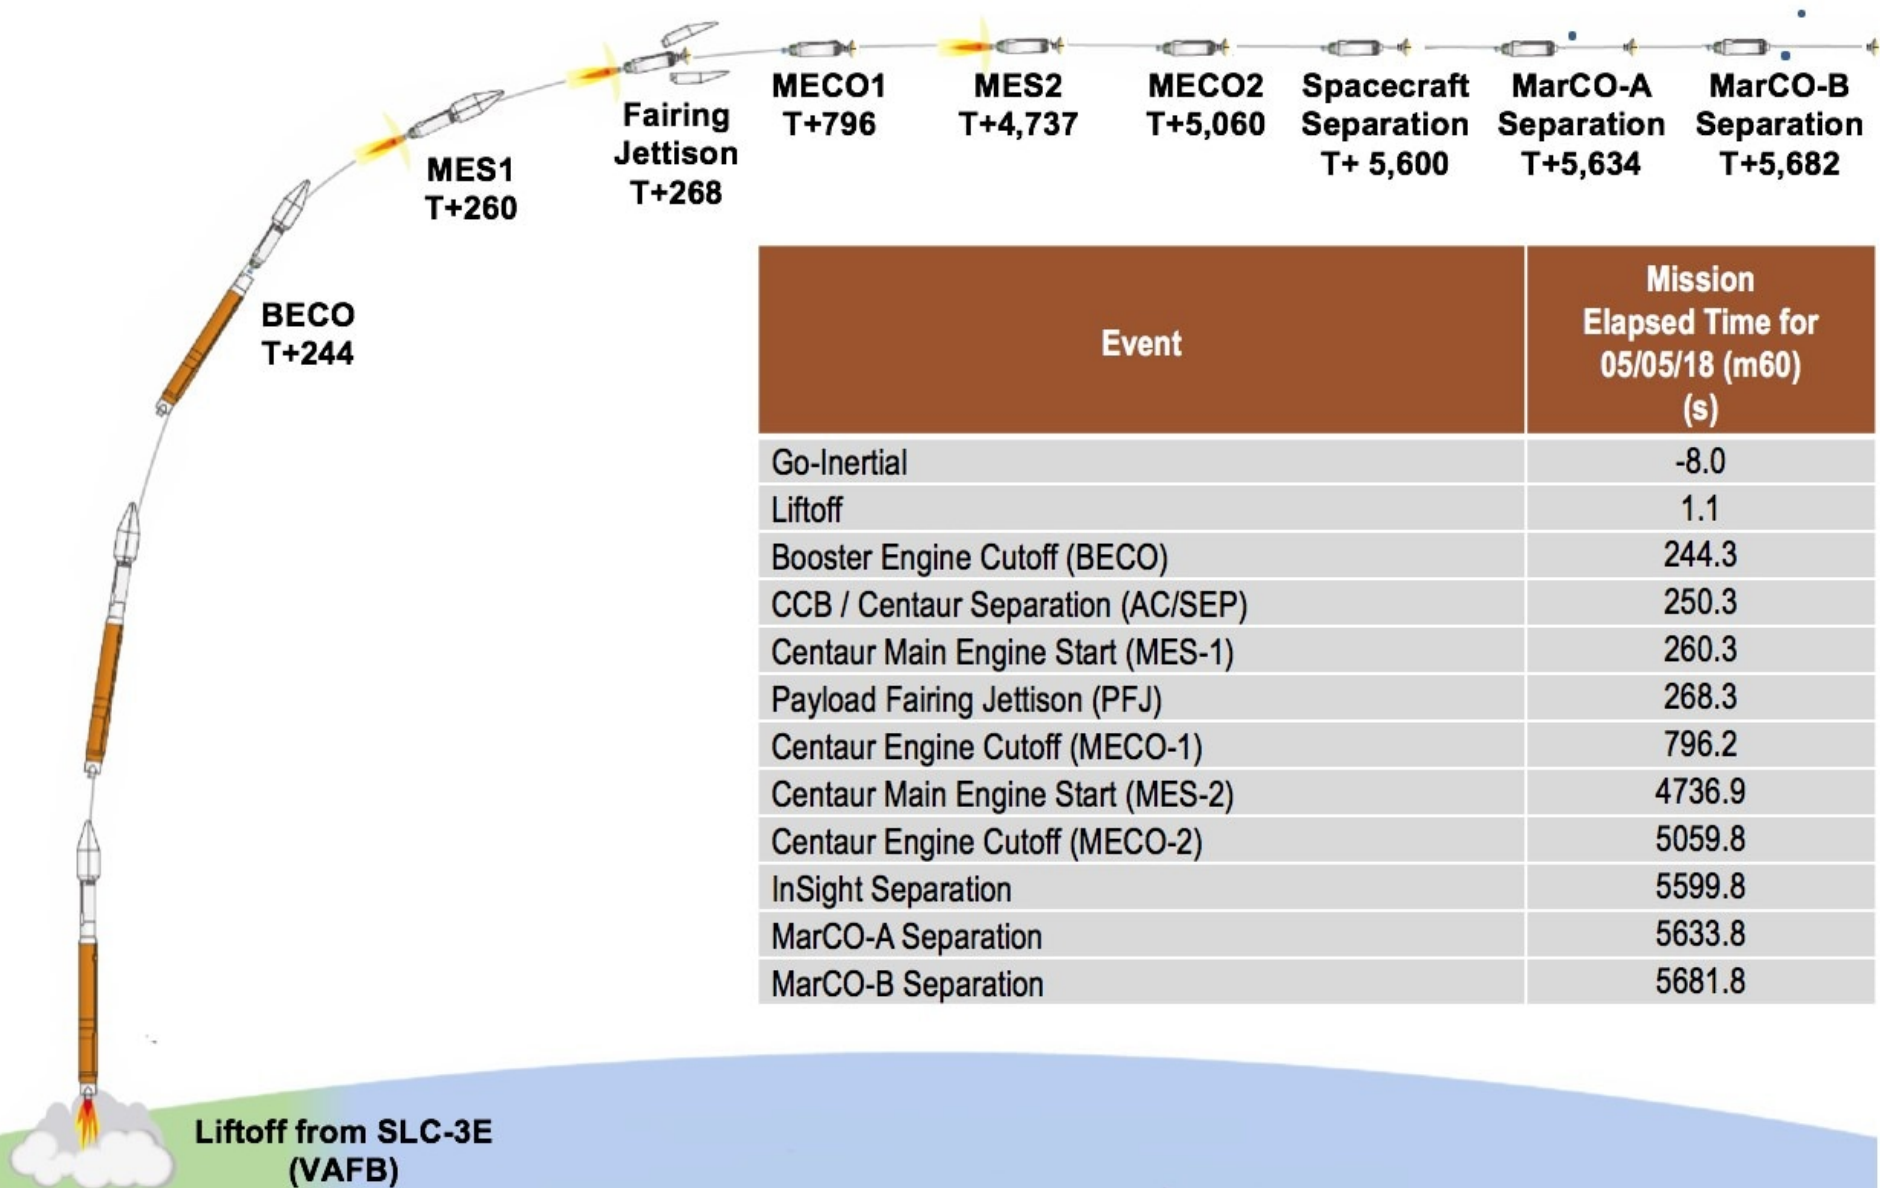 MECO1
T+796
MES2
T+4,737
MECO2
T+5,060
Spacecraft
Separation
T+ 5,600
MarCO-A
Separation
T+5,634
MarCO-B
Separation
T+5,682
Fairing
Jettison
T+268
MES1
T+260
BECO
T+244
Event
Mission
Elapsed Time for
05/05/18 (m60)
(s)
Go-Inertial -8.0
Liftoff 1.1
Booster Engine Cutoff (BECO) 244.3
CCB / Centaur Separation (AC/SEP) 250.3
Centaur Main Engine Start (MES-1) 260.3
Payload Fairing Jettison (PFJ) 268.3
Centaur Engine Cutoff (MECO-1) 796.2
Centaur Main Engine Start (MES-2) 4736.9
Centaur Engine Cutoff (MECO-2) 5059.8
InSight Separation 5599.8
MarCO-A Separation 5633.8
MarCO-B Separation 5681.8
Liftoff from SLC-3E
(VAFB)